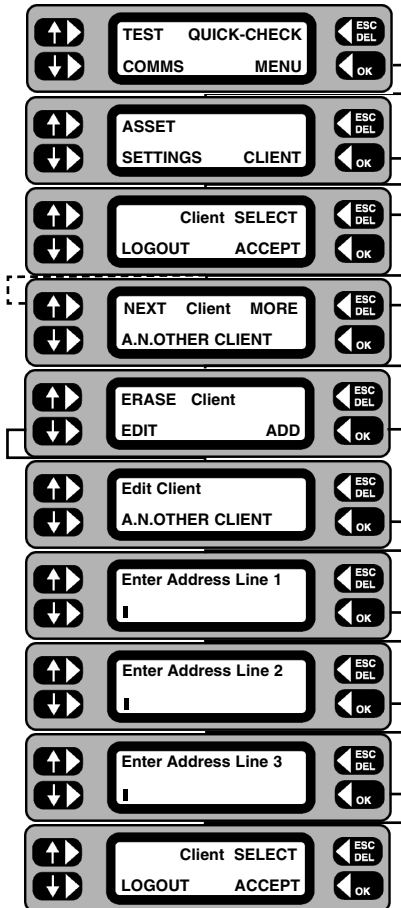 TEST QUICK-CHECK ESC DEL
COMMS MENU OK
ASSET ESC DEL
SETTINGS CLIENT OK
Client SELECT ESC DEL
LOGOUT ACCEPT OK
NEXT Client MORE ESC DEL
A.N.OTHER CLIENT OK
ERASE Client ESC DEL
EDIT ADD OK
Edit Client ESC DEL
A.N.OTHER CLIENT OK
Enter Address Line 1 ESC DEL
OK
Enter Address Line 2 ESC DEL
OK
Enter Address Line 3 ESC DEL
OK
Client SELECT ESC DEL
LOGOUT ACCEPT OK